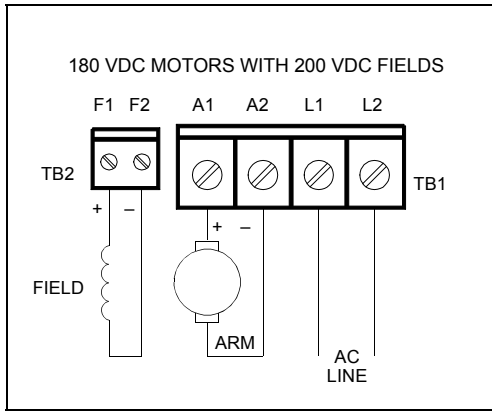 180 VDC MOTORS WITH 200 VDC FIELDS
F1 F2 A1 A2 L1 L2
TB2
TB1
+ –
+ –
FIELD
ARM
AC
LINE